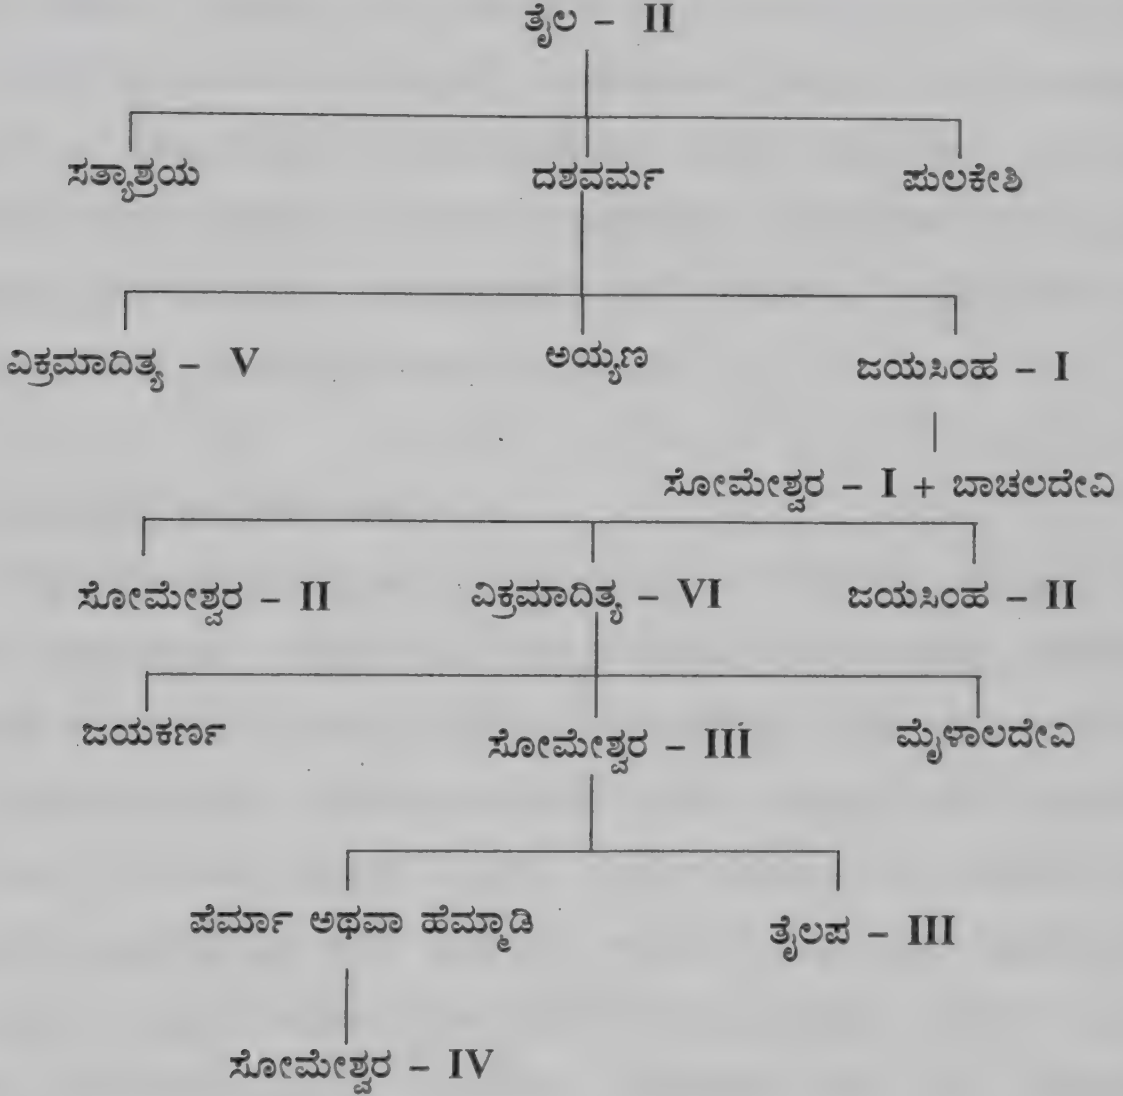 ತೈಲ – II
ಸತ್ಯಾಶ್ರಯ ದಶವರ್ಮ ಪುಲಕೇಶಿ
ವಿಕ್ರಮಾದಿತ್ಯ – V ಅಯ್ಯಣ ಜಯಸಿಂಹ – I
ಸೋಮೇಶ್ವರ – I + ಬಾಚಲದೇವಿ
ಸೋಮೇಶ್ವರ – II ವಿಕ್ರಮಾದಿತ್ಯ – VI ಜಯಸಿಂಹ – II
ಜಯಕರ್ಣ ಸೋಮೇಶ್ವರ – III ಮೈಳಾಲದೇವಿ
ಪೆರ್ಮಾ ಅಥವಾ ಹೆಮ್ಮಾಡಿ ತೈಲಪ – III
ಸೋಮೇಶ್ವರ – IV